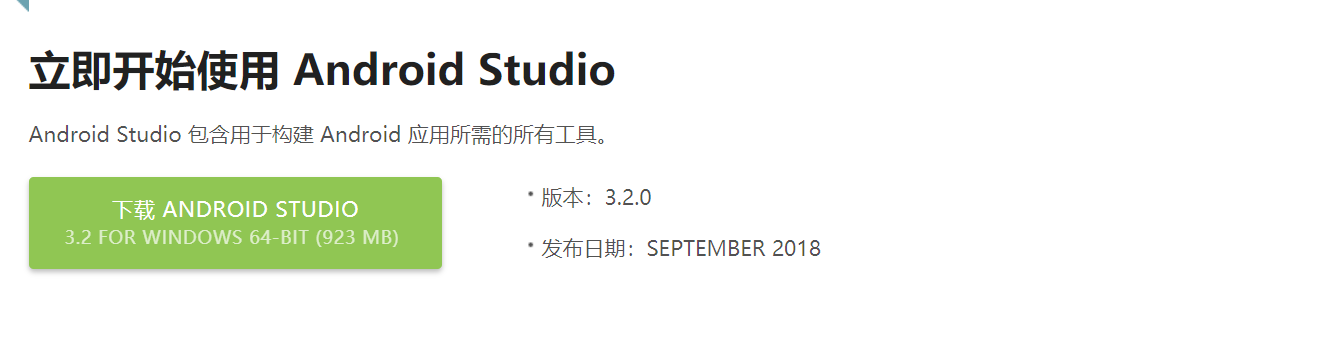 立即开始使用 Android Studio
Android Studio 包含用于构建 Android 应用所需的所有工具。
下载 ANDROID STUDIO
3.2 FOR WINDOWS 64-BIT (923 MB)
• 版本：3.2.0
• 发布日期：SEPTEMBER 2018